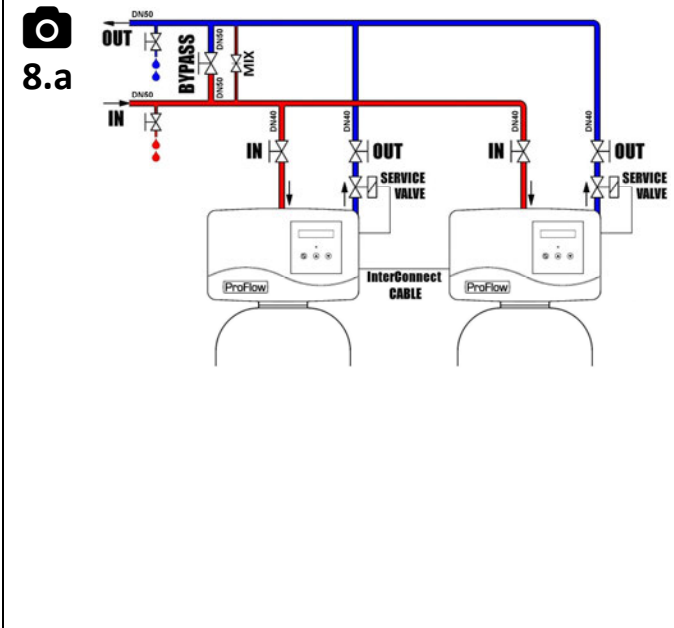 8.a
DN50
OUT
BYPASS
DN50
DN50
MIX
DN50
IN
DN40
IN
DN40
OUT
SERVICE
VALVE
DN40
IN
DN40
OUT
SERVICE
VALVE
ProFlow
InterConnect
CABLE
ProFlow